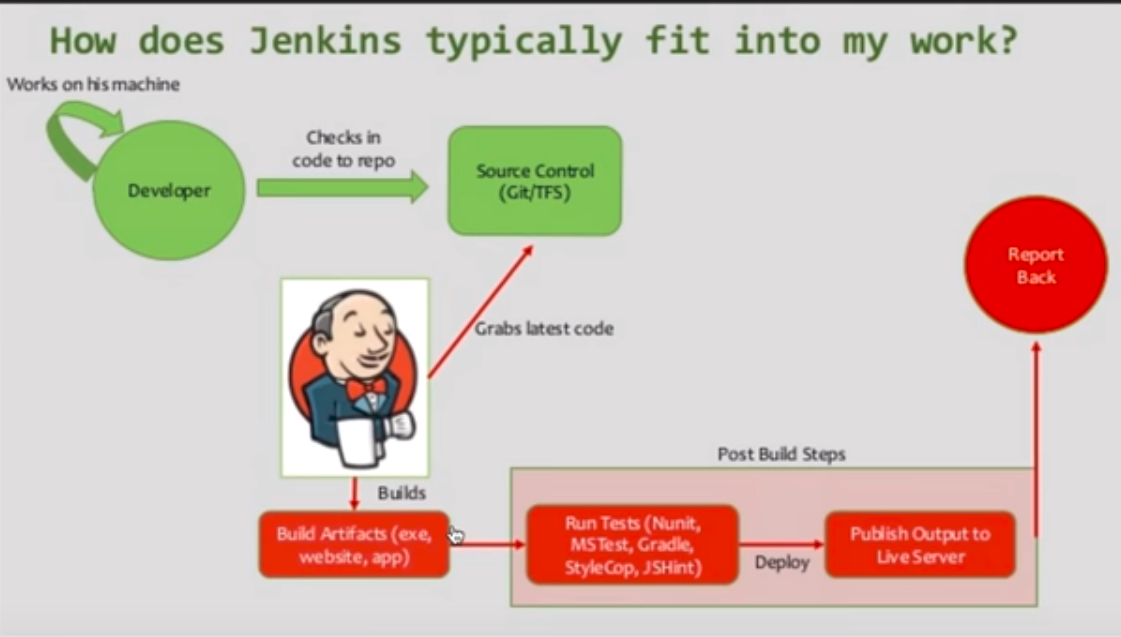 How does Jenkins typically fit into my work?
Works on his machine
Checks in
code to repo
Developer
Source Control
(Git/TFS)
Report
Back
Grabs latest code
Post Build Steps
Builds
Build Artifacts (exe,
website, app)
Run Tests (Nunit,
MSTest, Gradle,
StyleCop, JSHint)
Deploy
Publish Output to
Live Server